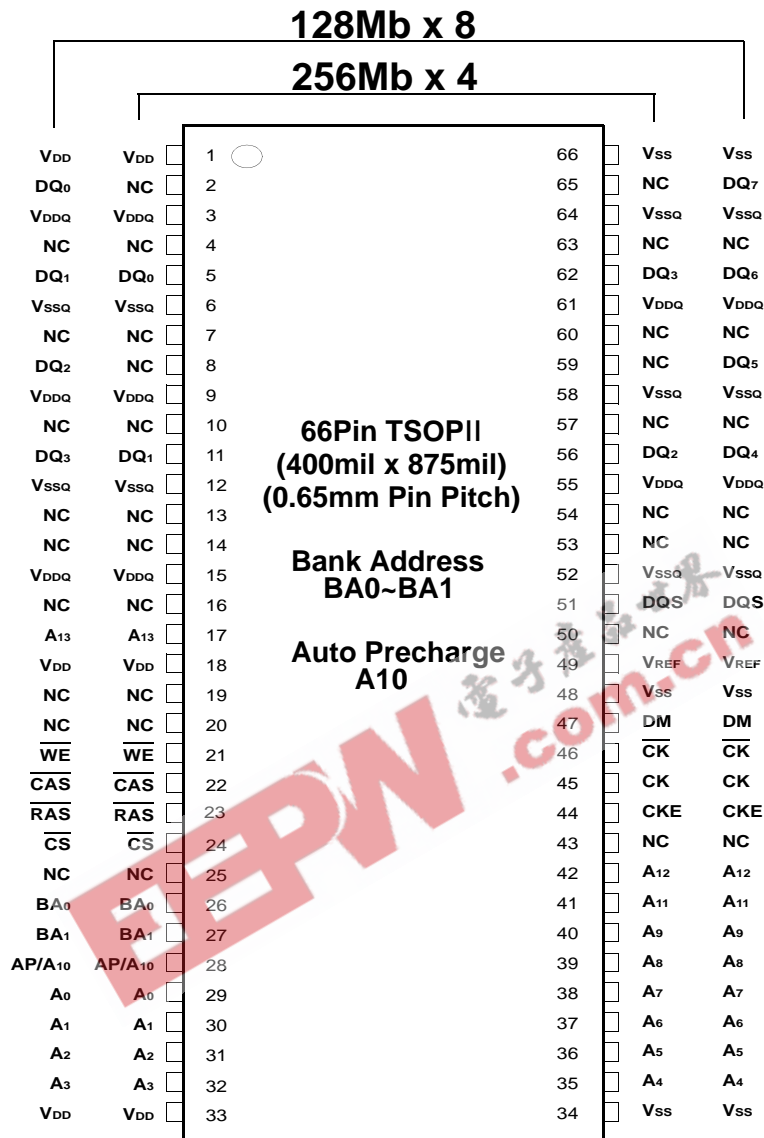 128Mb x 8
256Mb x 4
VDD VDD 1 66 VSS VSS
DQ0 NC 2 65 NC DQ7
VDDQ VDDQ 3 64 VSSQ VSSQ
NC NC 4 63 NC NC
DQ1 DQ0 5 62 DQ3 DQ6
VSSQ VSSQ 6 61 VDDQ VDDQ
NC NC 7 60 NC NC
DQ2 NC 8 59 NC DQ5
VDDQ VDDQ 9 58 VSSQ VSSQ
NC NC 10 57 NC NC
DQ3 DQ1 11 56 DQ2 DQ4
VSSQ VSSQ 12 55 VDDQ VDDQ
NC NC 13 54 NC NC
NC NC 14 53 NC NC
VDDQ VDDQ 15 52 VSSQ VSSQ
NC NC 16 51 DQS DQS
A13 A13 17 50 NC NC
VDD VDD 18 49 VREF VREF
NC NC 19 48 VSS VSS
NC NC 20 47 DM DM
W̅E̅ W̅E̅ 21 46 C̅K̅ C̅K̅
C̅A̅S̅ C̅A̅S̅ 22 45 CK CK
R̅A̅S̅ R̅A̅S̅ 23 44 CKE CKE
C̅S̅ C̅S̅ 24 43 NC NC
NC NC 25 42 A12 A12
BA0 BA0 26 41 A11 A11
BA1 BA1 27 40 A9 A9
AP/A10 AP/A10 28 39 A8 A8
A0 A0 29 38 A7 A7
A1 A1 30 37 A6 A6
A2 A2 31 36 A5 A5
A3 A3 32 35 A4 A4
VDD VDD 33 34 VSS VSS
66Pin TSOPII
(400mil x 875mil)
(0.65mm Pin Pitch)
Bank Address
BA0~BA1
Auto Precharge
A10
電子產品世界
EEPW.com.cn